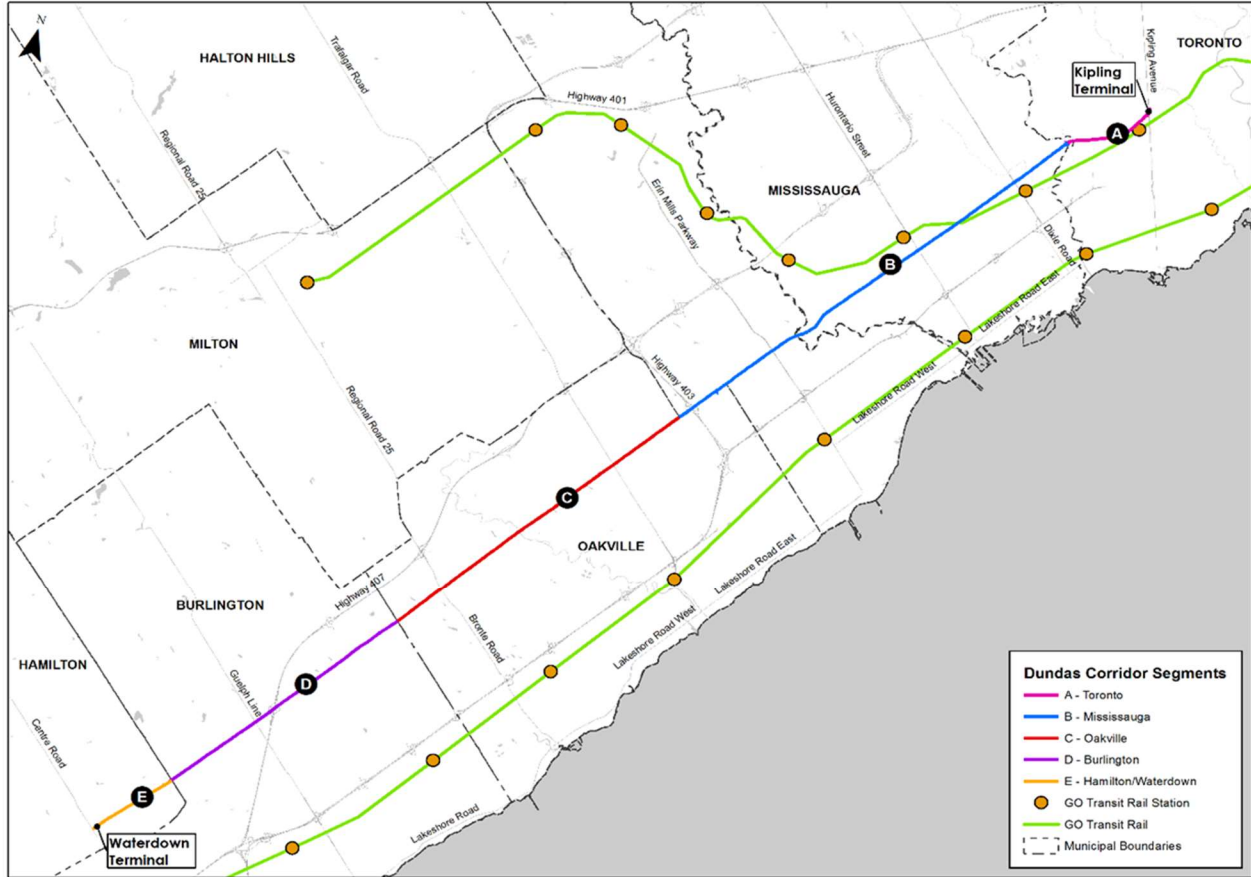 N
HALTON HILLS
Trafalgar Road
Regional Road 25
Highway 401
Kipling Avenue
TORONTO
Kipling
Terminal
A
Hurontario Street
MISSISSAUGA
Erin Mills Parkway
B
Dixie Road
Lakeshore Road East
MILTON
Regional Road 25
Highway 403
Lakeshore Road West
C
OAKVILLE
Lakeshore Road East
Highway 407
BURLINGTON
Bronte Road
Lakeshore Road West
HAMILTON
D
Guelph Line
Centre Road
E
Lakeshore Road
Waterdown
Terminal
Dundas Corridor Segments
A - Toronto
B - Mississauga
C - Oakville
D - Burlington
E - Hamilton/Waterdown
GO Transit Rail Station
GO Transit Rail
Municipal Boundaries